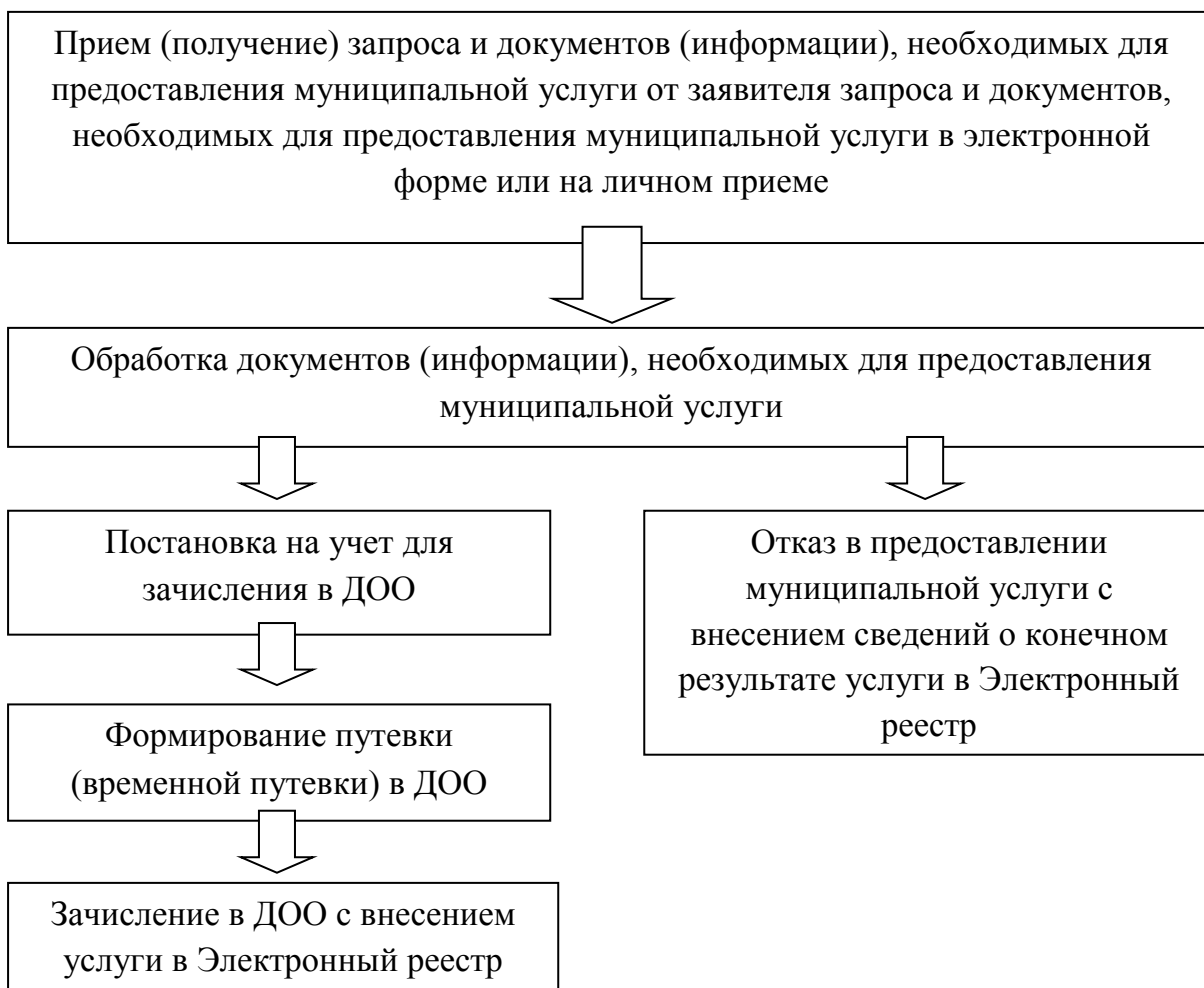 Прием (получение) запроса и документов (информации), необходимых для
предоставления муниципальной услуги от заявителя запроса и документов,
необходимых для предоставления муниципальной услуги в электронной
форме или на личном приеме
Обработка документов (информации), необходимых для предоставления
муниципальной услуги
Постановка на учет для
зачисления в ДОО
Формирование путевки
(временной путевки) в ДОО
Зачисление в ДОО с внесением
услуги в Электронный реестр
Отказ в предоставлении
муниципальной услуги с
внесением сведений о конечном
результате услуги в Электронный
реестр